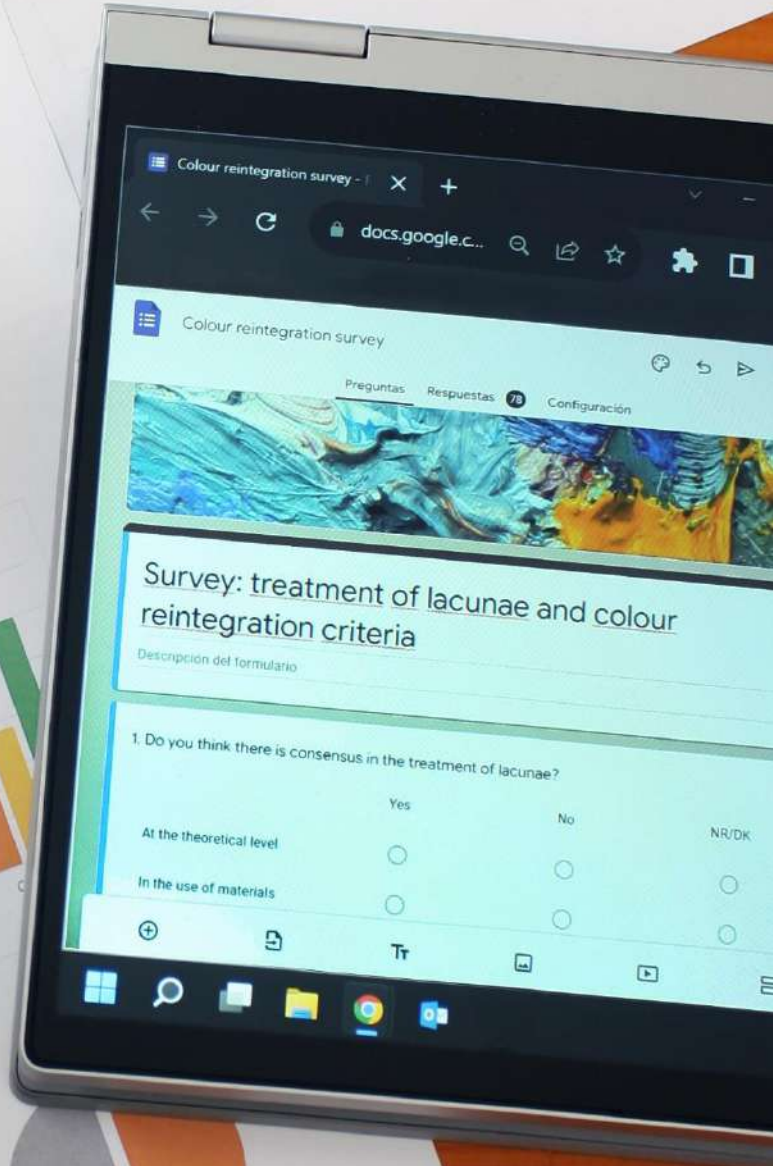 Colour reintegration survey -
docs.google.c...
Colour reintegration survey
Preguntas Respuestas 78 Configuración
Survey: treatment of lacunae and colour
reintegration criteria
Descripción del formulario
1. Do you think there is consensus in the treatment of lacunae?
Yes No NR/DK
At the theoretical level
In the use of materials
Tт